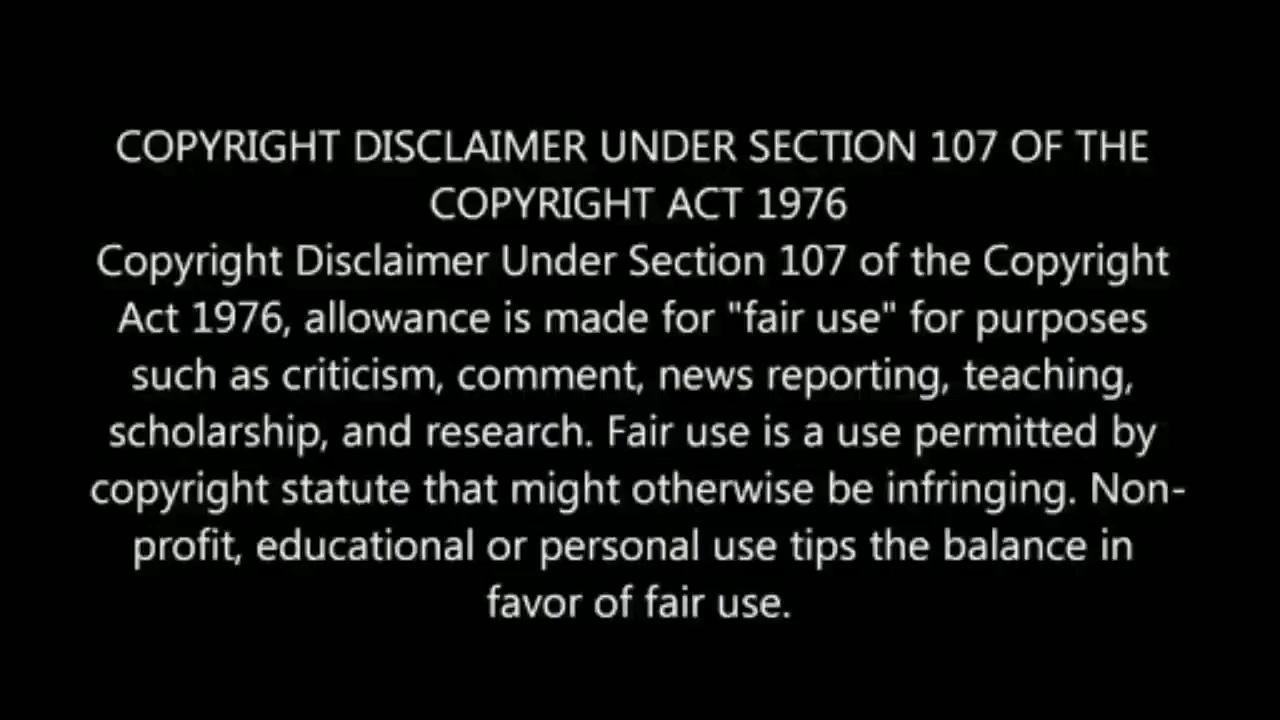 COPYRIGHT DISCLAIMER UNDER SECTION 107 OF THE
COPYRIGHT ACT 1976
Copyright Disclaimer Under Section 107 of the Copyright
Act 1976, allowance is made for "fair use" for purposes
such as criticism, comment, news reporting, teaching,
scholarship, and research. Fair use is a use permitted by
copyright statute that might otherwise be infringing. Non-
profit, educational or personal use tips the balance in
favor of fair use.